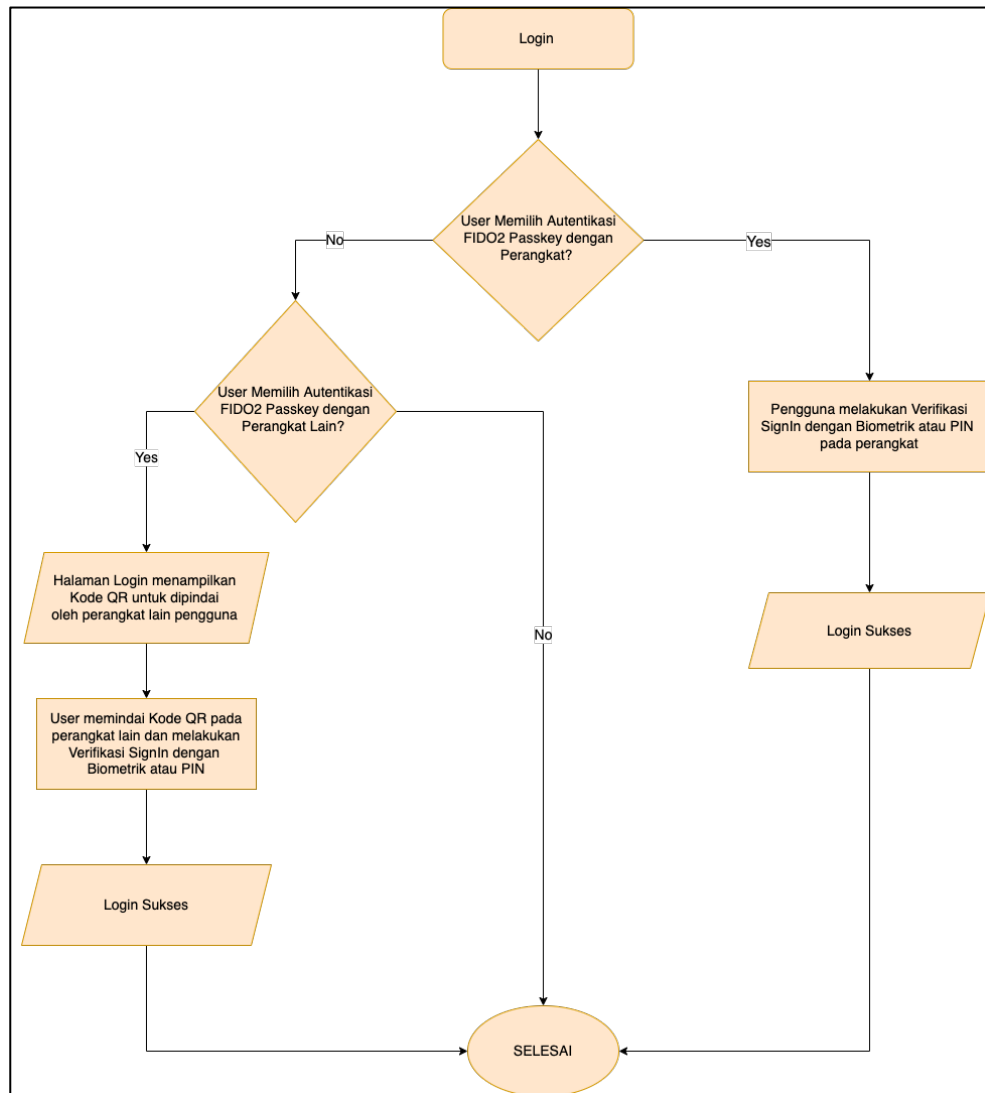 Login
User Memilih Autentikasi
FIDO2 Passkey dengan
Perangkat?
No
Yes
User Memilih Autentikasi
FIDO2 Passkey dengan
Perangkat Lain?
Pengguna melakukan Verifikasi
SignIn dengan Biometrik atau PIN
pada perangkat
Yes
Halaman Login menampilkan
Kode QR untuk dipindai
oleh perangkat lain pengguna
No
Login Sukses
User memindai Kode QR pada
perangkat lain dan melakukan
Verifikasi SignIn dengan
Biometrik atau PIN
Login Sukses
SELESAI